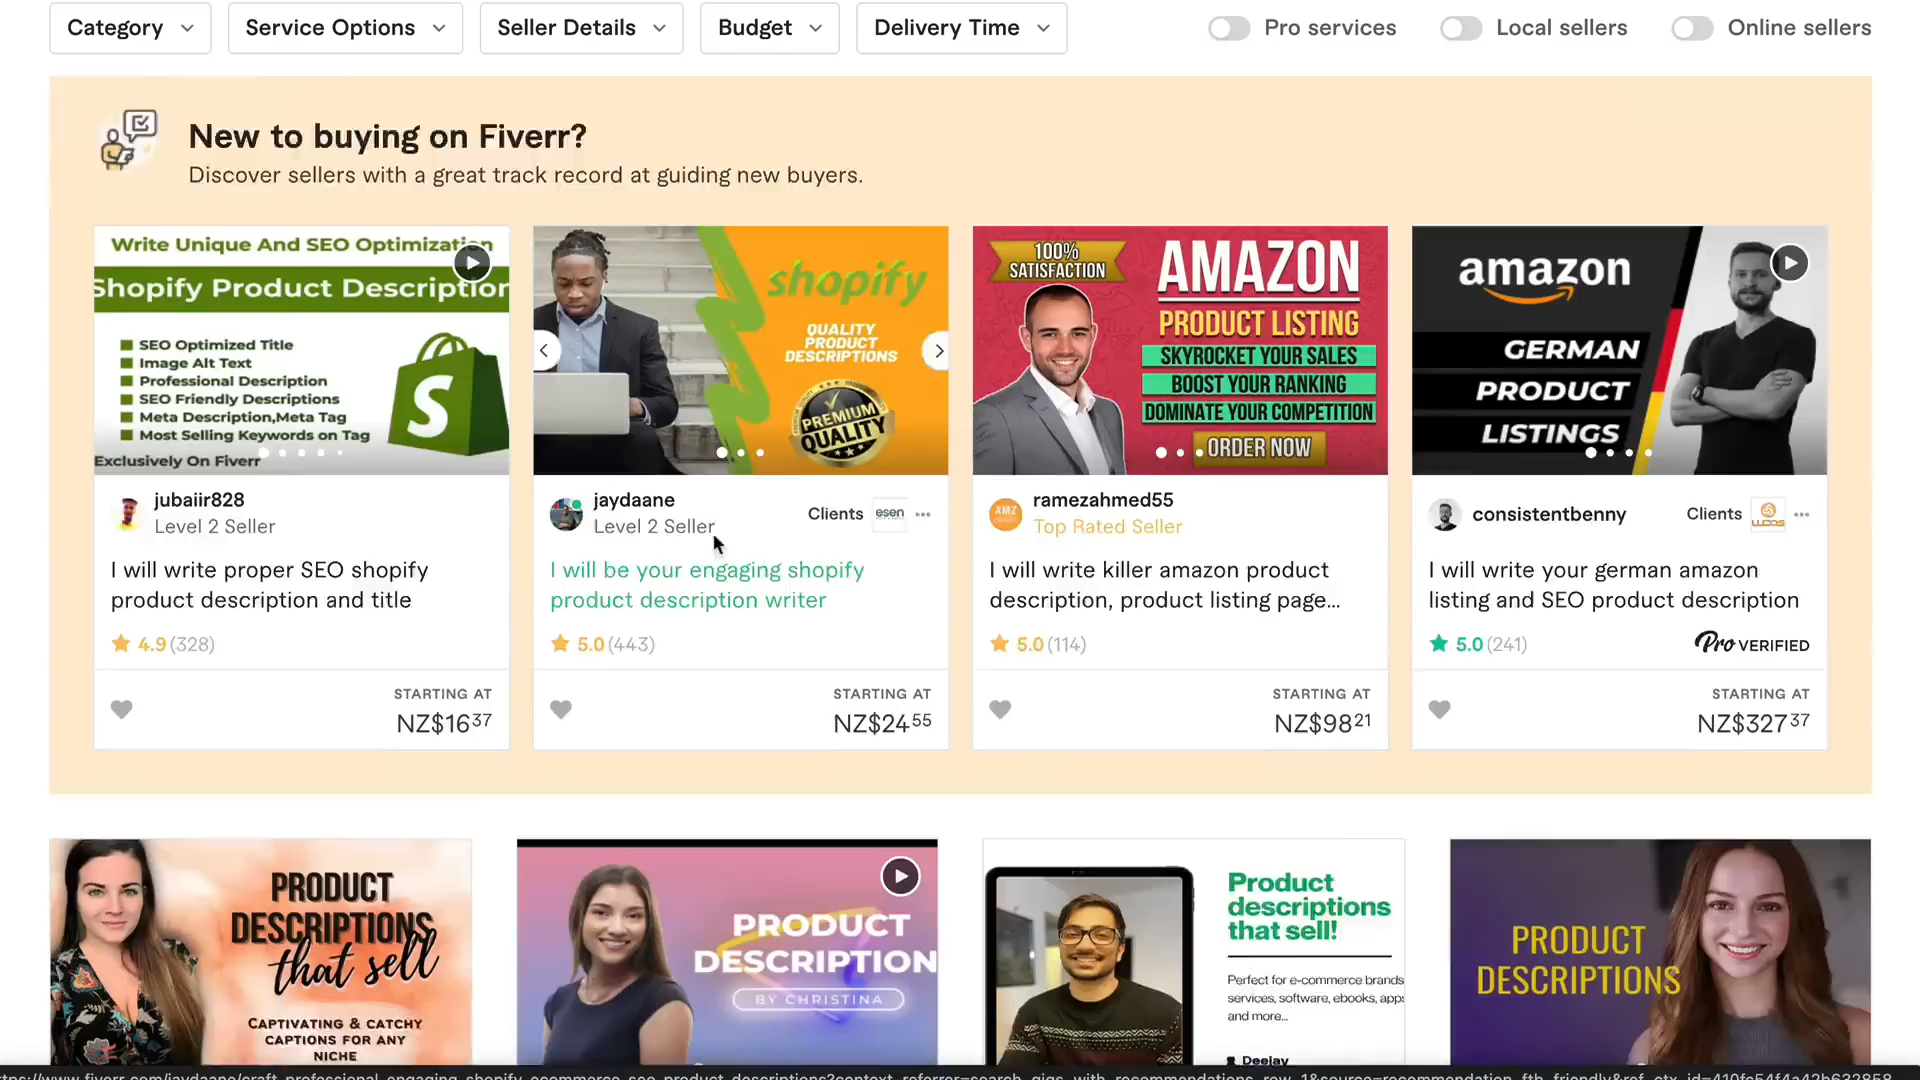 Category
Service Options
Seller Details
Budget
Delivery Time
Pro services
Local sellers
Online sellers
New to buying on Fiverr?
Discover sellers with a great track record at guiding new buyers.
Write Unique And SEO Optimization
Shopify Product Description
SEO Optimized Title
Image Alt Text
Professional Description
SEO Friendly Descriptions
Meta Description,Meta Tag
Most Selling Keywords on Tag
Exclusively On Fiverr
S
jubaiir828
Level 2 Seller
I will write proper SEO shopify
product description and title
4.9 (328)
STARTING AT
NZ$16 37
shopify
QUALITY
PRODUCT
DESCRIPTIONS
PREMIUM
QUALITY
jaydaane
Level 2 Seller
Clients
esen
I will be your engaging shopify
product description writer
5.0 (443)
STARTING AT
NZ$24 55
100%
SATISFACTION
AMAZON
PRODUCT LISTING
SKYROCKET YOUR SALES
BOOST YOUR RANKING
DOMINATE YOUR COMPETITION
ORDER NOW
AMZ
ramezahmed55
Top Rated Seller
I will write killer amazon product
description, product listing page...
5.0 (114)
STARTING AT
NZ$98 21
amazon
GERMAN
PRODUCT
LISTINGS
consistentbenny
Clients
I will write your german amazon
listing and SEO product description
5.0 (241)
Pro VERIFIED
STARTING AT
NZ$327 37
PRODUCT
DESCRIPTIONS
that sell
CAPTIVATING & CATCHY
CAPTIONS FOR ANY
NICHE
PRODUCT
DESCRIPTION
BY CHRISTINA
Product
descriptions
that sell!
Perfect for e-commerce brands
services, software, ebooks, apps
and more...
Deejay
PRODUCT
DESCRIPTIONS